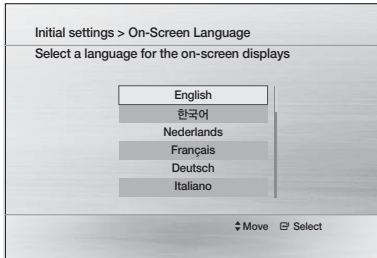 Initial settings > On-Screen Language
Select a language for the on-screen displays
English
한국어
Nederlands
Français
Deutsch
Italiano
Move Select